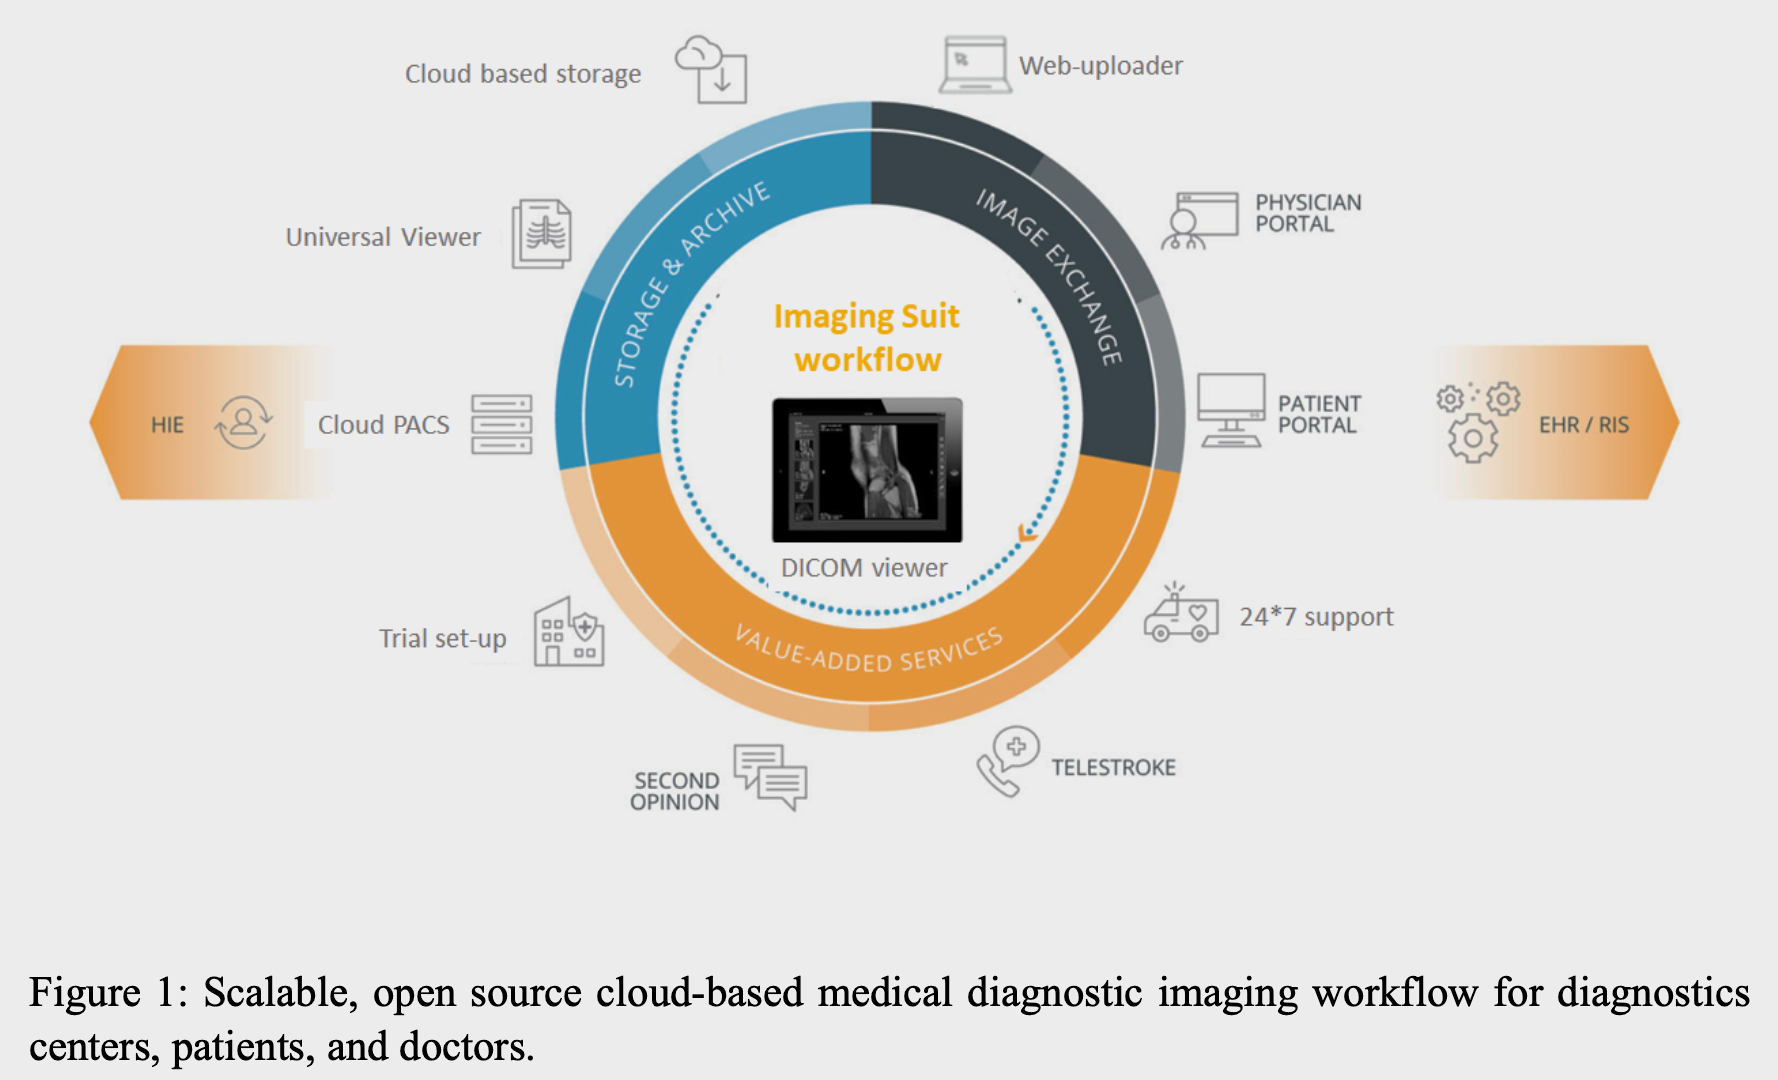 Cloud based storage
Web-uploader
Universal Viewer
PHYSICIAN
PORTAL
STORAGE & ARCHIVE
IMAGE EXCHANGE
Imaging Suit
workflow
HIE
Cloud PACS
PATIENT
PORTAL
EHR / RIS
DICOM viewer
Trial set-up
VALUE-ADDED SERVICES
24*7 support
SECOND
OPINION
TELESTROKE
Figure 1: Scalable, open source cloud-based medical diagnostic imaging workflow for diagnostics
centers, patients, and doctors.